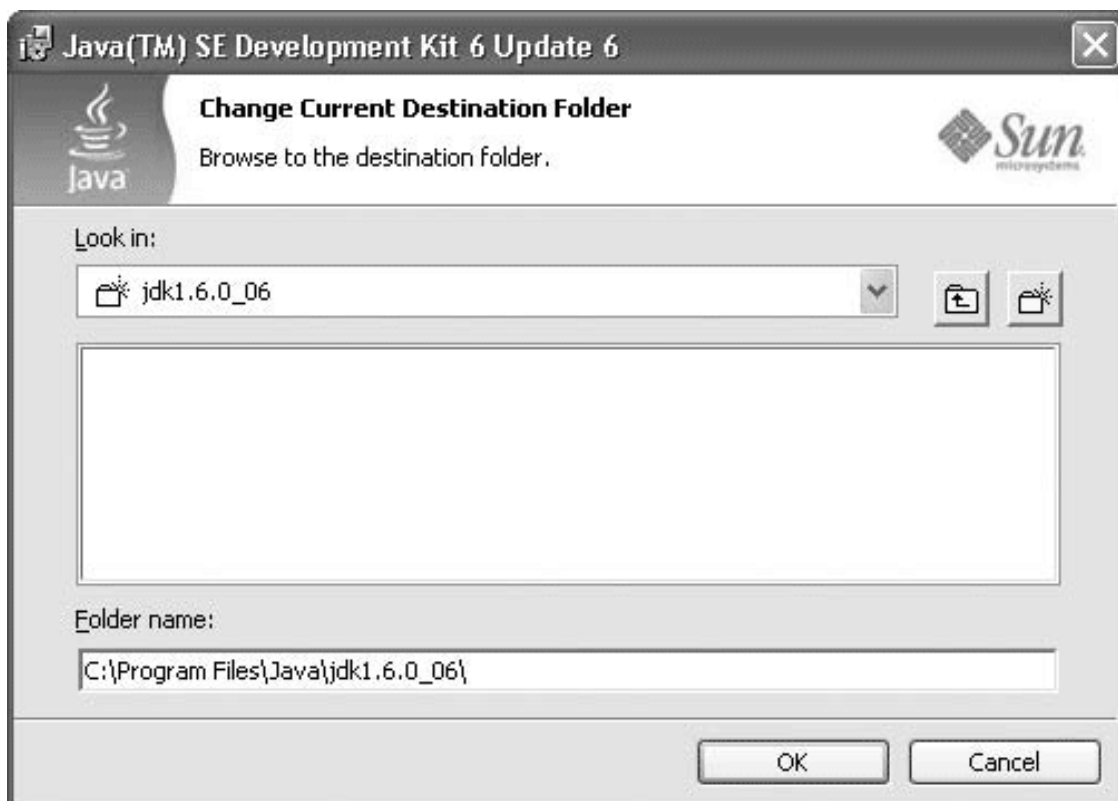 Java(TM) SE Development Kit 6 Update 6
Java
Change Current Destination Folder
Browse to the destination folder.
Sun
microsystems
Look in:
jdk1.6.0_06
Folder name:
C:\Program Files\Java\jdk1.6.0_06\
OK
Cancel